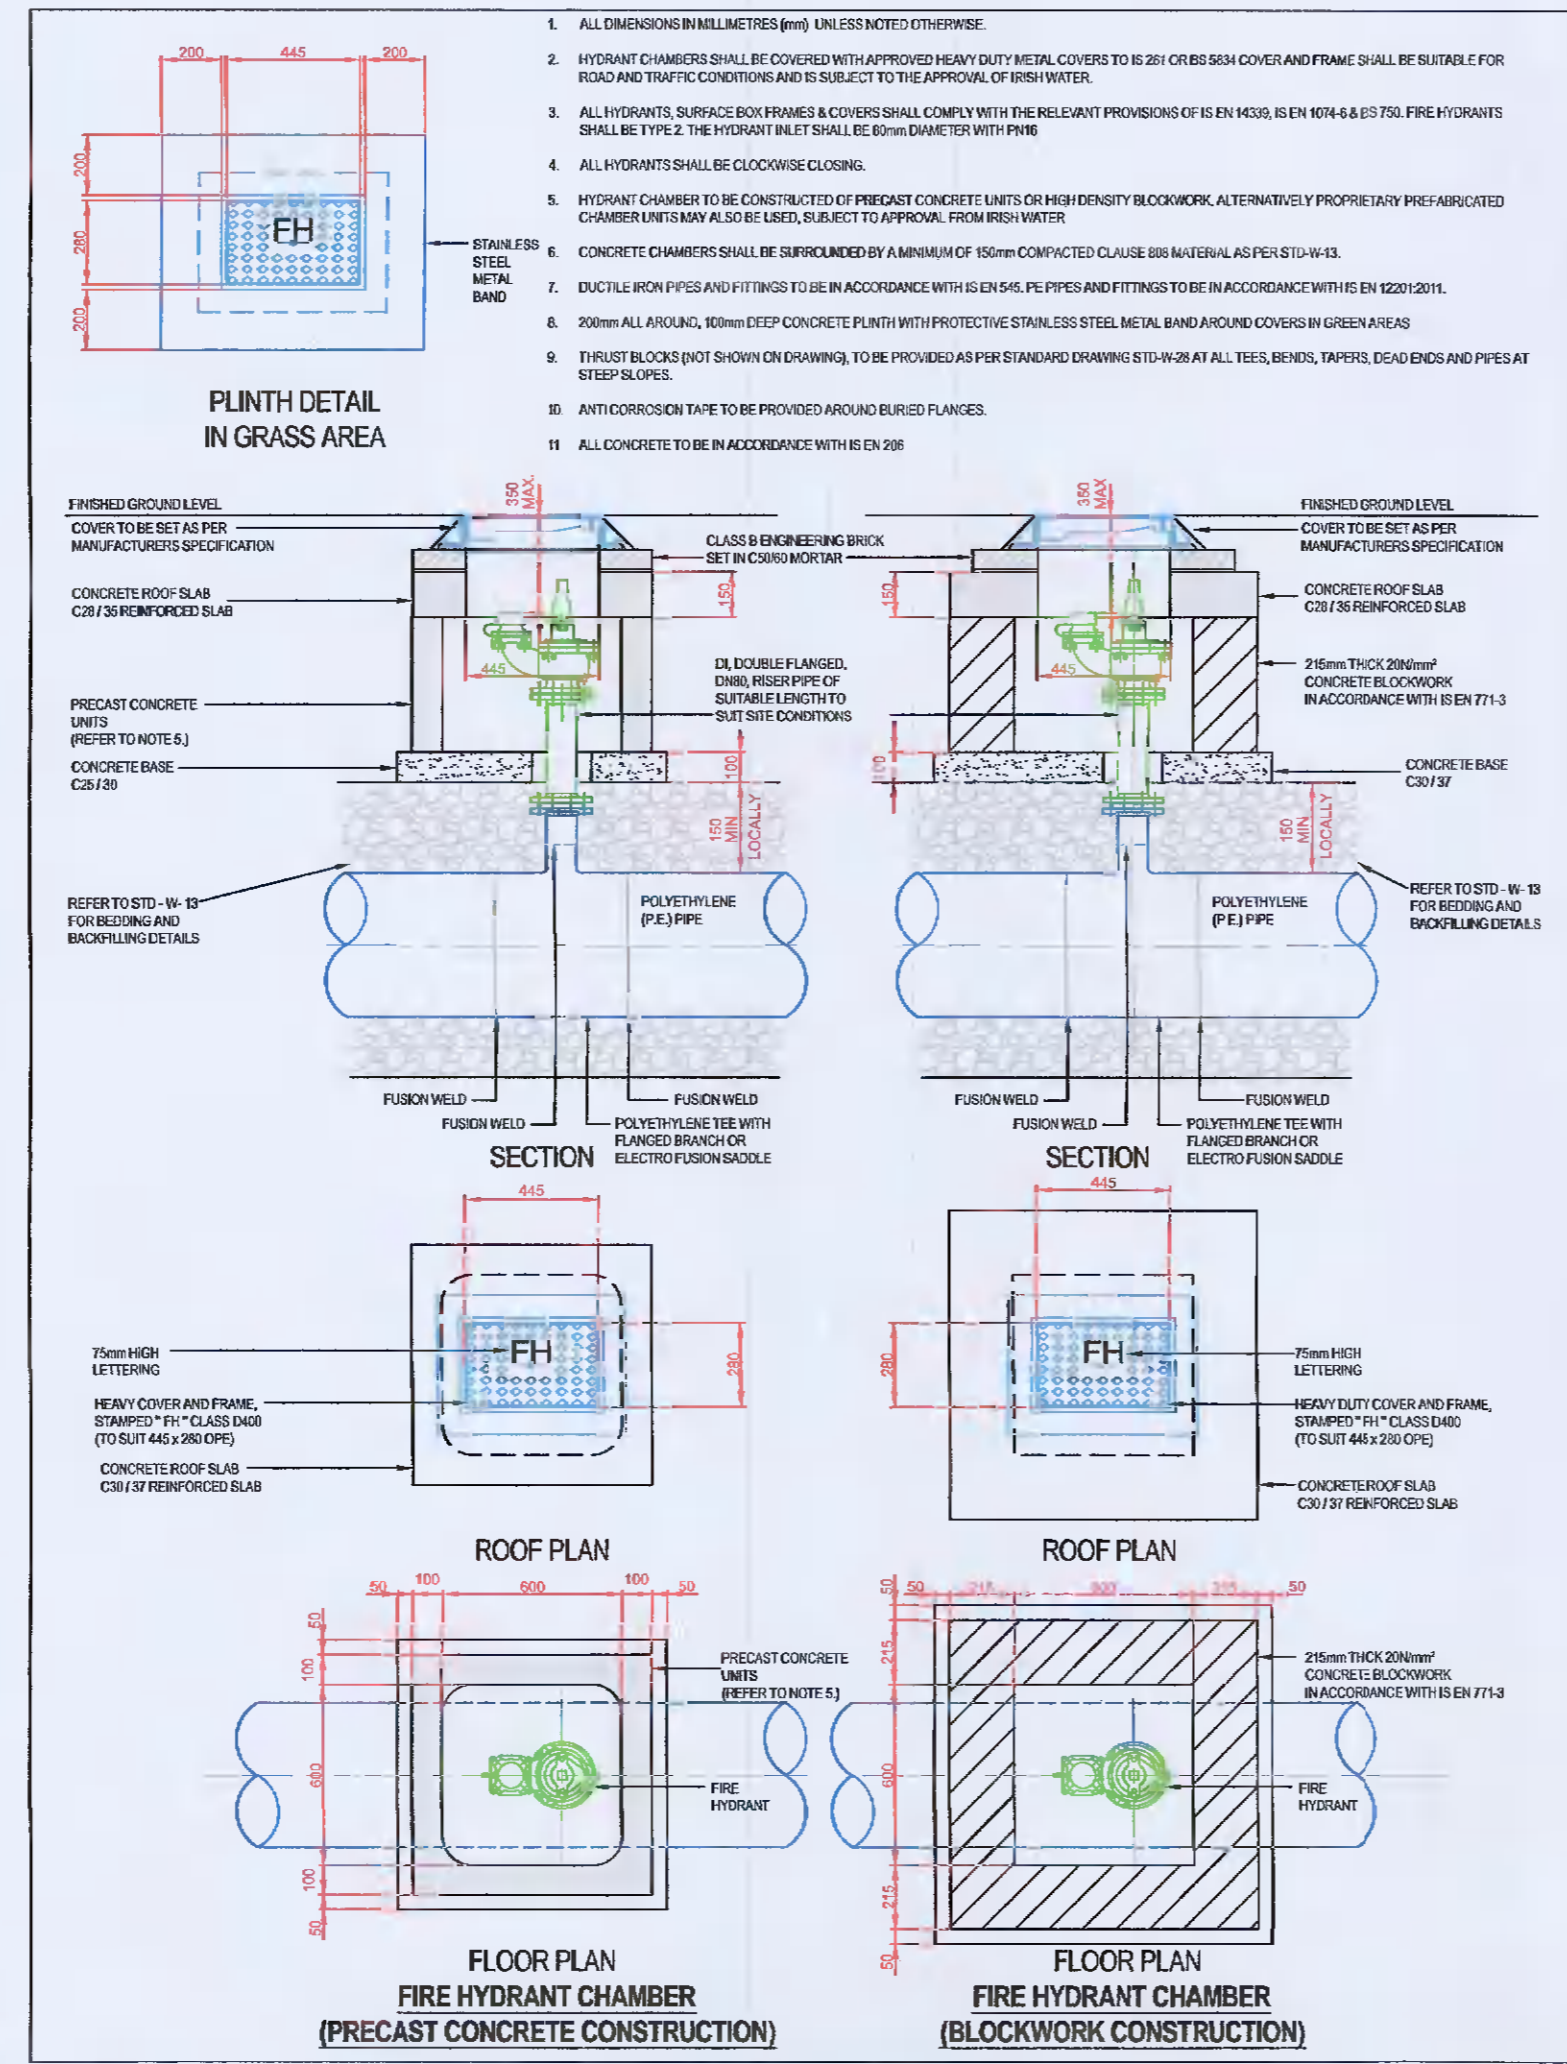 1. ALL DIMENSIONS IN MILLIMETRES (mm) UNLESS NOTED OTHERWISE.
2. HYDRANT CHAMBERS SHALL BE COVERED WITH APPROVED HEAVY DUTY METAL COVERS TO IS 261 OR BS 5834 COVER AND FRAME SHALL BE SUITABLE FOR
ROAD AND TRAFFIC CONDITIONS AND IS SUBJECT TO THE APPROVAL OF IRISH WATER.
3. ALL HYDRANTS, SURFACE BOX FRAMES & COVERS SHALL COMPLY WITH THE RELEVANT PROVISIONS OF IS EN 14339, IS EN 1074-6 & BS 750. FIRE HYDRANTS
SHALL BE TYPE 2. THE HYDRANT INLET SHALL BE 80mm DIAMETER WITH PN16
4. ALL HYDRANTS SHALL BE CLOCKWISE CLOSING.
5. HYDRANT CHAMBER TO BE CONSTRUCTED OF PRECAST CONCRETE UNITS OR HIGH DENSITY BLOCKWORK, ALTERNATIVELY PROPRIETARY PREFABRICATED
CHAMBER UNITS MAY ALSO BE USED, SUBJECT TO APPROVAL FROM IRISH WATER
6. CONCRETE CHAMBERS SHALL BE SURROUNDED BY A MINIMUM OF 150mm COMPACTED CLAUSE 808 MATERIAL AS PER STD-W-13.
7. DUCTILE IRON PIPES AND FITTINGS TO BE IN ACCORDANCE WITH IS EN 545. PE PIPES AND FITTINGS TO BE IN ACCORDANCE WITH IS EN 12201:2011.
8. 200mm ALL AROUND, 100mm DEEP CONCRETE PLINTH WITH PROTECTIVE STAINLESS STEEL METAL BAND AROUND COVERS IN GREEN AREAS
9. THRUST BLOCKS (NOT SHOWN ON DRAWING), TO BE PROVIDED AS PER STANDARD DRAWING STD-W-28 AT ALL TEES, BENDS, TAPERS, DEAD ENDS AND PIPES AT
STEEP SLOPES.
10. ANTI CORROSION TAPE TO BE PROVIDED AROUND BURIED FLANGES.
11 ALL CONCRETE TO BE IN ACCORDANCE WITH IS EN 206
200 445 200
200
280
200
FH
STAINLESS
STEEL
METAL
BAND
PLINTH DETAIL
IN GRASS AREA
FINISHED GROUND LEVEL
COVER TO BE SET AS PER
MANUFACTURERS SPECIFICATION
CONCRETE ROOF SLAB
C28 / 35 REINFORCED SLAB
PRECAST CONCRETE
UNITS
(REFER TO NOTE 5.)
CONCRETE BASE
C25 / 30
REFER TO STD - W- 13
FOR BEDDING AND
BACKFILLING DETAILS
350
MAX.
150
445
100
150
MIN
LOCALLY
CLASS B ENGINEERING BRICK
SET IN C50/60 MORTAR
DI, DOUBLE FLANGED,
DN80, RISER PIPE OF
SUITABLE LENGTH TO
SUIT SITE CONDITIONS
POLYETHYLENE
(P.E.) PIPE
FUSION WELD
FUSION WELD
FUSION WELD
POLYETHYLENE TEE WITH
FLANGED BRANCH OR
ELECTRO FUSION SADDLE
SECTION
350
MAX
150
445
100
150
MIN
LOCALLY
FINISHED GROUND LEVEL
COVER TO BE SET AS PER
MANUFACTURERS SPECIFICATION
CONCRETE ROOF SLAB
C28 / 35 REINFORCED SLAB
215mm THICK 20N/mm²
CONCRETE BLOCKWORK
IN ACCORDANCE WITH IS EN 771-3
CONCRETE BASE
C30 / 37
REFER TO STD - W- 13
FOR BEDDING AND
BACKFILLING DETAILS
POLYETHYLENE
(P.E.) PIPE
FUSION WELD
FUSION WELD
FUSION WELD
POLYETHYLENE TEE WITH
FLANGED BRANCH OR
ELECTRO FUSION SADDLE
SECTION
445
280
FH
75mm HIGH
LETTERING
HEAVY COVER AND FRAME,
STAMPED " FH " CLASS D400
(TO SUIT 445 x 280 OPE)
CONCRETE ROOF SLAB
C30 / 37 REINFORCED SLAB
ROOF PLAN
445
280
FH
75mm HIGH
LETTERING
HEAVY DUTY COVER AND FRAME,
STAMPED " FH " CLASS D400
(TO SUIT 445 x 280 OPE)
CONCRETE ROOF SLAB
C30 / 37 REINFORCED SLAB
ROOF PLAN
50 100 600 100 50
50
100
600
100
50
PRECAST CONCRETE
UNITS
(REFER TO NOTE 5.)
FIRE
HYDRANT
FLOOR PLAN
FIRE HYDRANT CHAMBER
(PRECAST CONCRETE CONSTRUCTION)
50 215 600 215 50
50
215
600
215
50
215mm THCK 20N/mm²
CONCRETE BLOCKWORK
IN ACCORDANCE WITH IS EN 771-3
FIRE
HYDRANT
FLOOR PLAN
FIRE HYDRANT CHAMBER
(BLOCKWORK CONSTRUCTION)